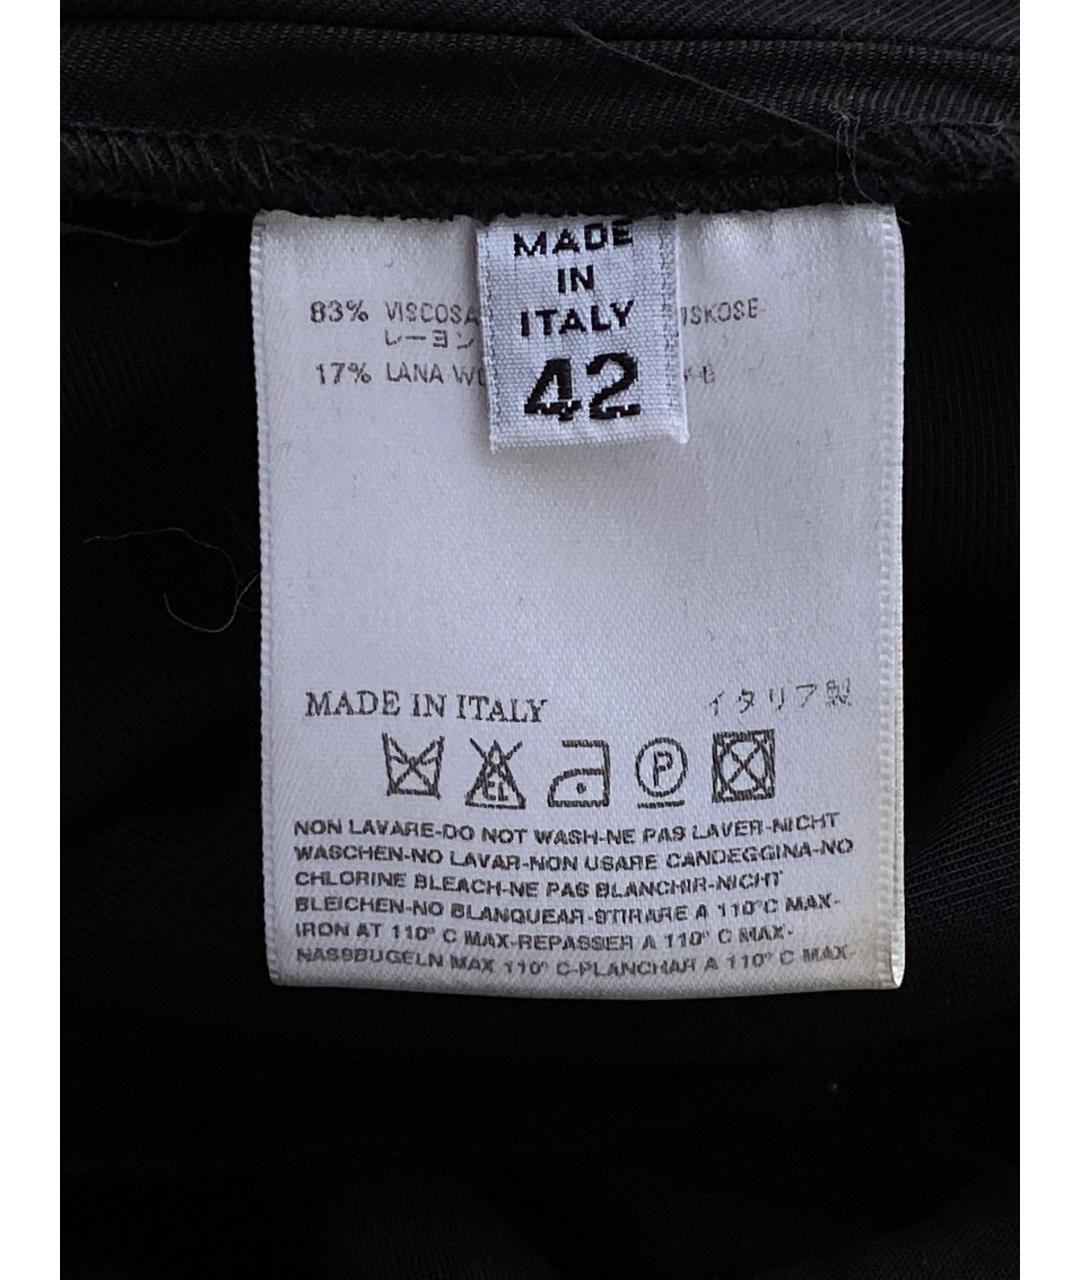 MADE
IN
ITALY
42
83% VISCOSA
レーヨン
17% LANA
MADE IN ITALY イタリア製
CL
P
NON LAVARE-DO NOT WASH-NE PAS LAVER-NICHT
WASCHEN-NO LAVAR-NON USARE CANDEGGINA-NO
CHLORINE BLEACH-NE PAS BLANCHIR-NICHT
BLEICHEN-NO BLANQUEAR-STIRARE A 110°C MAX-
IRON AT 110° C MAX-REPASSER A 110° C MAX-
NASSBUGELN MAX 110° C-PLANCHAR A 110° C MAX-